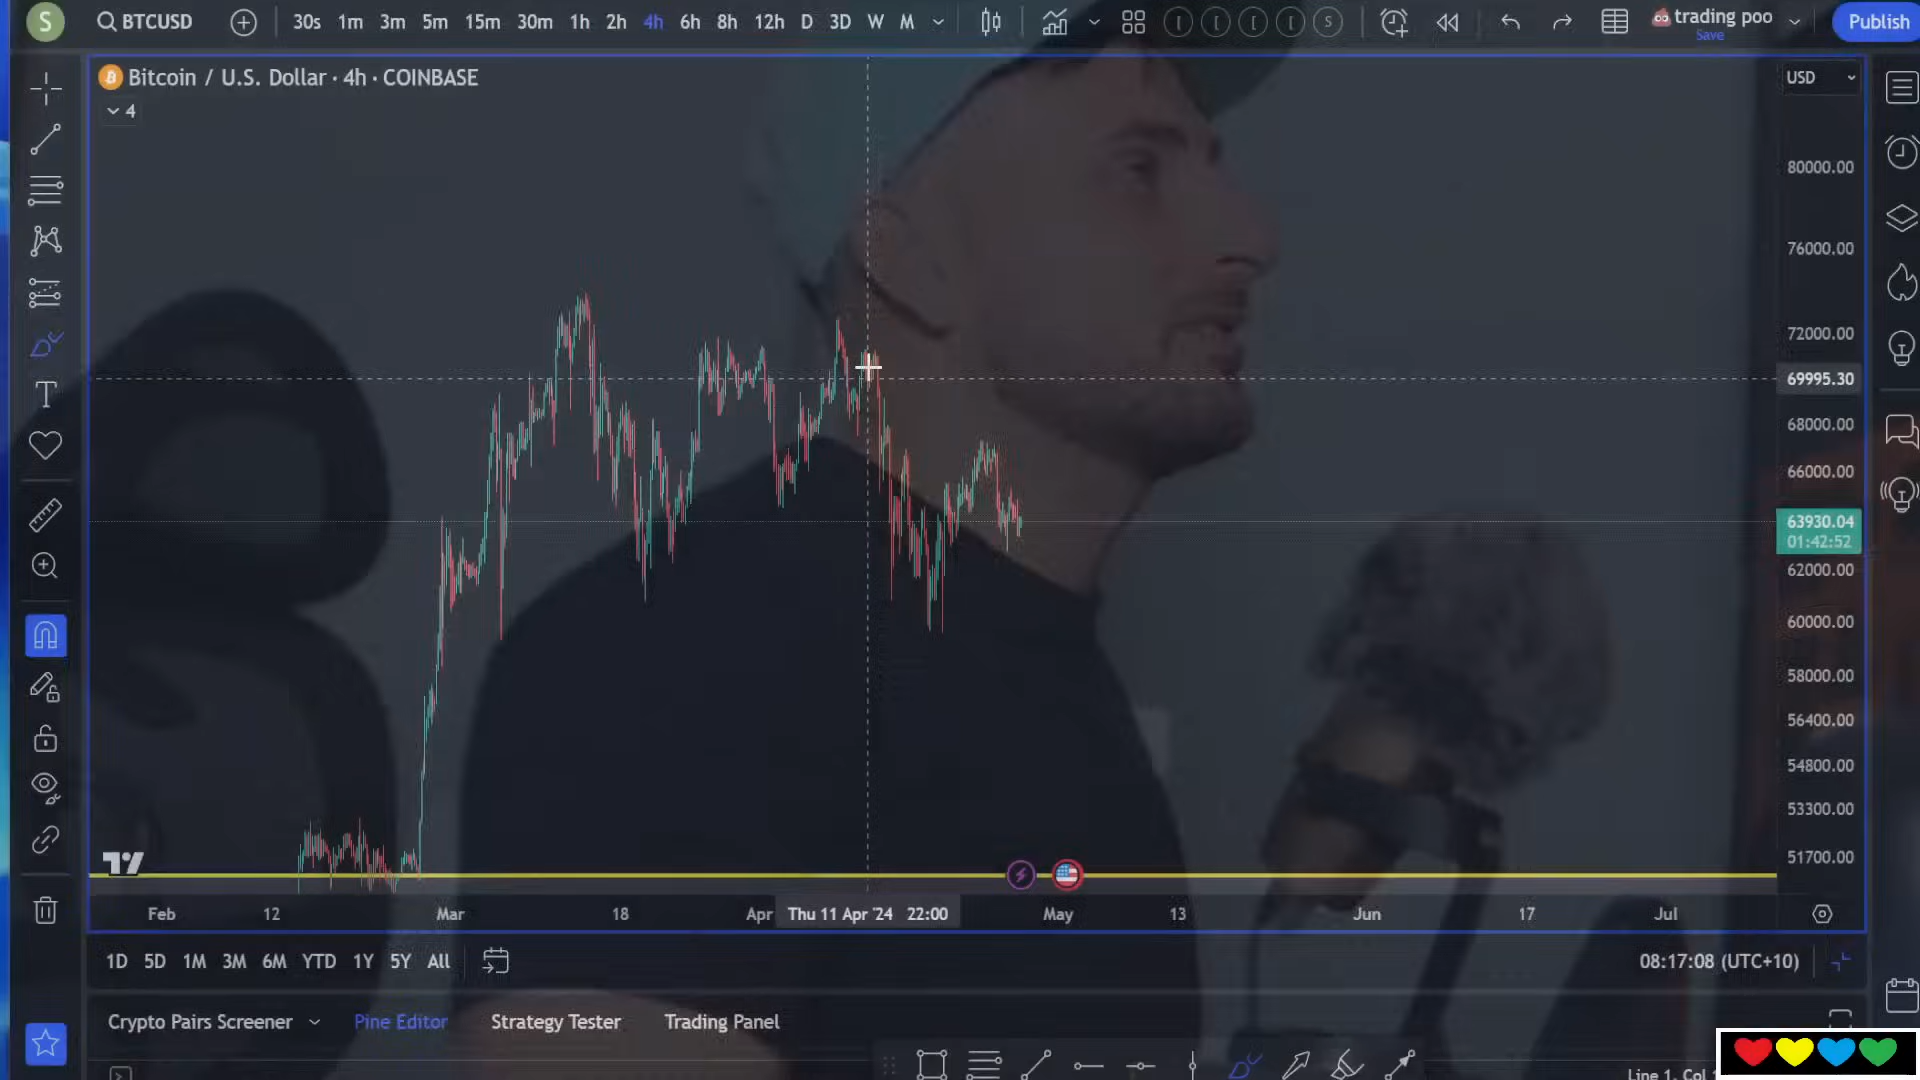 S BTCUSD 30s 1m 3m 5m 15m 30m 1h 2h 4h 6h 8h 12h D 3D W M S trading poo Publish
Save
Bitcoin / U.S. Dollar · 4h · COINBASE USD
4
80000.00
76000.00
72000.00
69995.30
68000.00
66000.00
63930.04
01:42:52
62000.00
60000.00
58000.00
56400.00
54800.00
53300.00
51700.00
Feb 12 Mar 18 Apr Thu 11 Apr '24 22:00 May 13 Jun 17 Jul
1D 5D 1M 3M 6M YTD 1Y 5Y All 08:17:08 (UTC+10)
Crypto Pairs Screener Pine Editor Strategy Tester Trading Panel
Line 1, Col